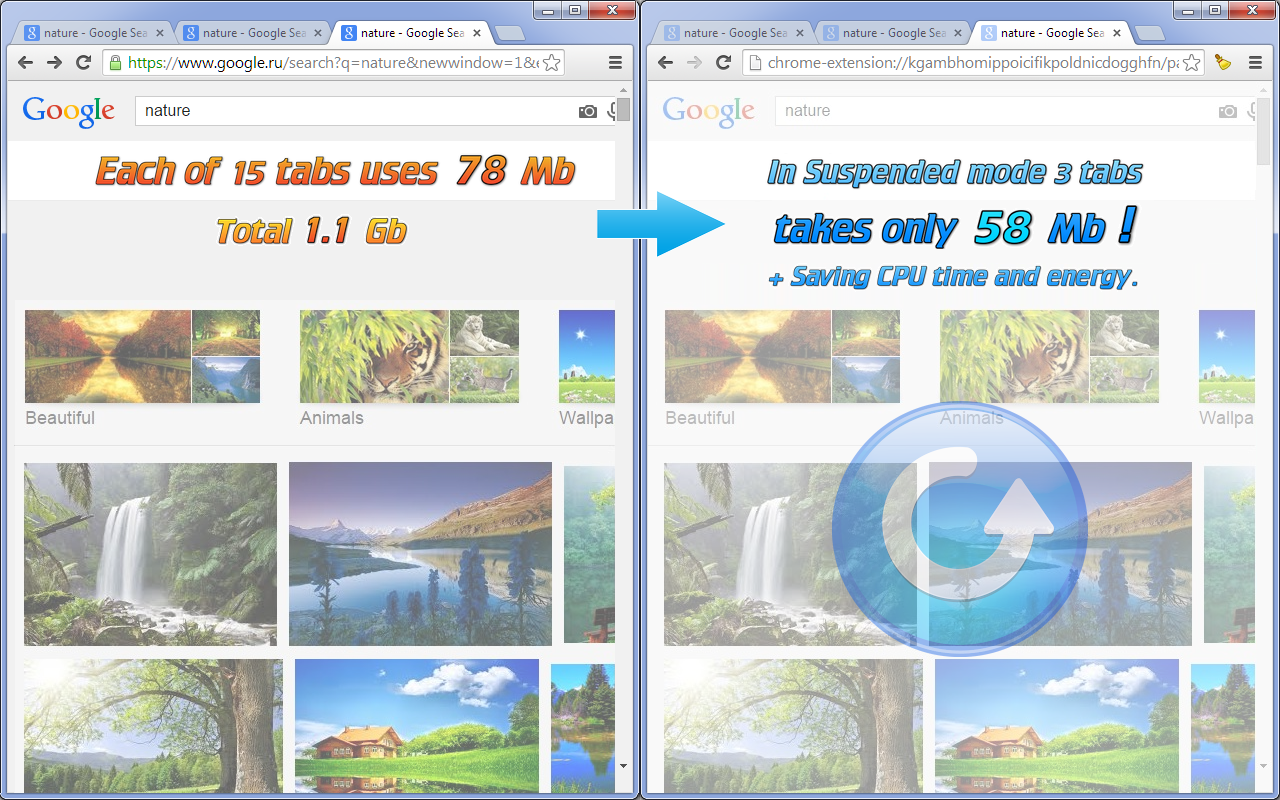 nature - Google Sea
nature - Google Sea
nature - Google Sea
https://www.google.ru/search?q=nature&newwindow=1&e
Google
nature
Each of 15 tabs uses 78 Mb
Total 1.1 Gb
Beautiful
Animals
Wallpa
nature - Google Sea
nature - Google Sea
nature - Google Sea
chrome-extension://kgambhomippoicifikpoldnicdogghfn/pa
Google
nature
In Suspended mode 3 tabs
takes only 58 Mb !
+ Saving CPU time and energy.
Beautiful
Animals
Wallpa